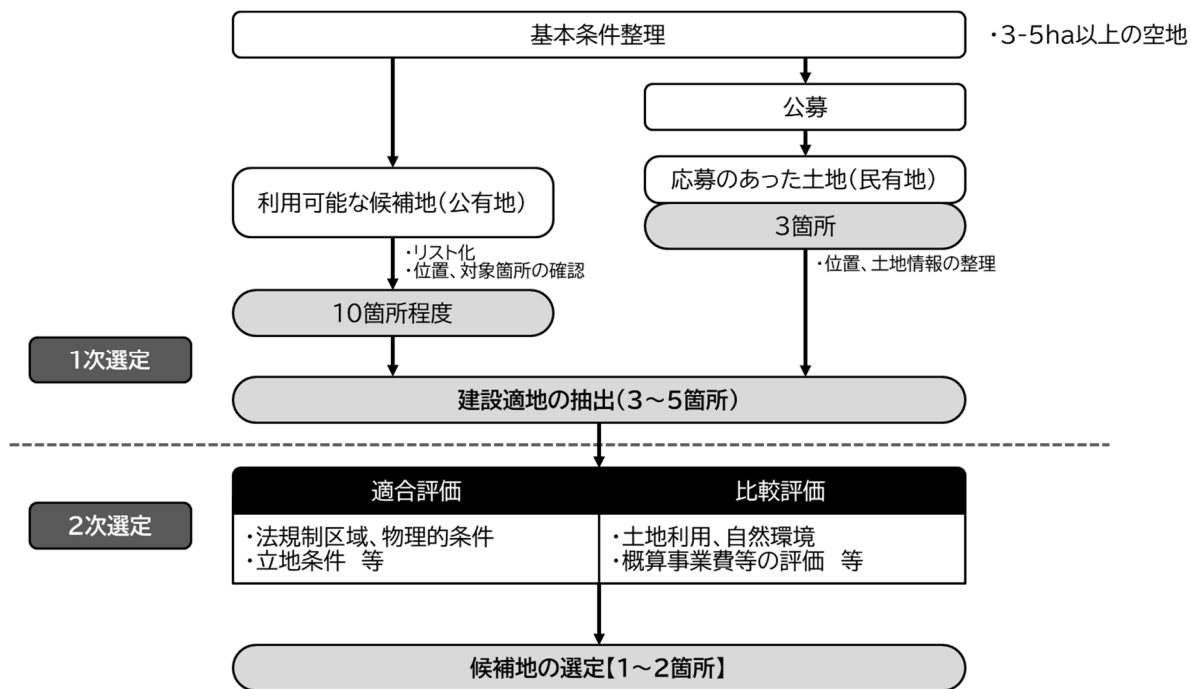 基本条件整理
・3-5ha以上の空地
公募
応募のあった土地(民有地)
3箇所
・位置、土地情報の整理
利用可能な候補地(公有地)
・リスト化
・位置、対象箇所の確認
10箇所程度
1次選定
建設適地の抽出(3～5箇所)
2次選定
適合評価
・法規制区域、物理的条件
・立地条　件 等
比較評価
・土地利用、自然環境
・概算事業費等の評価　等
候補地の選定【1～2箇所】